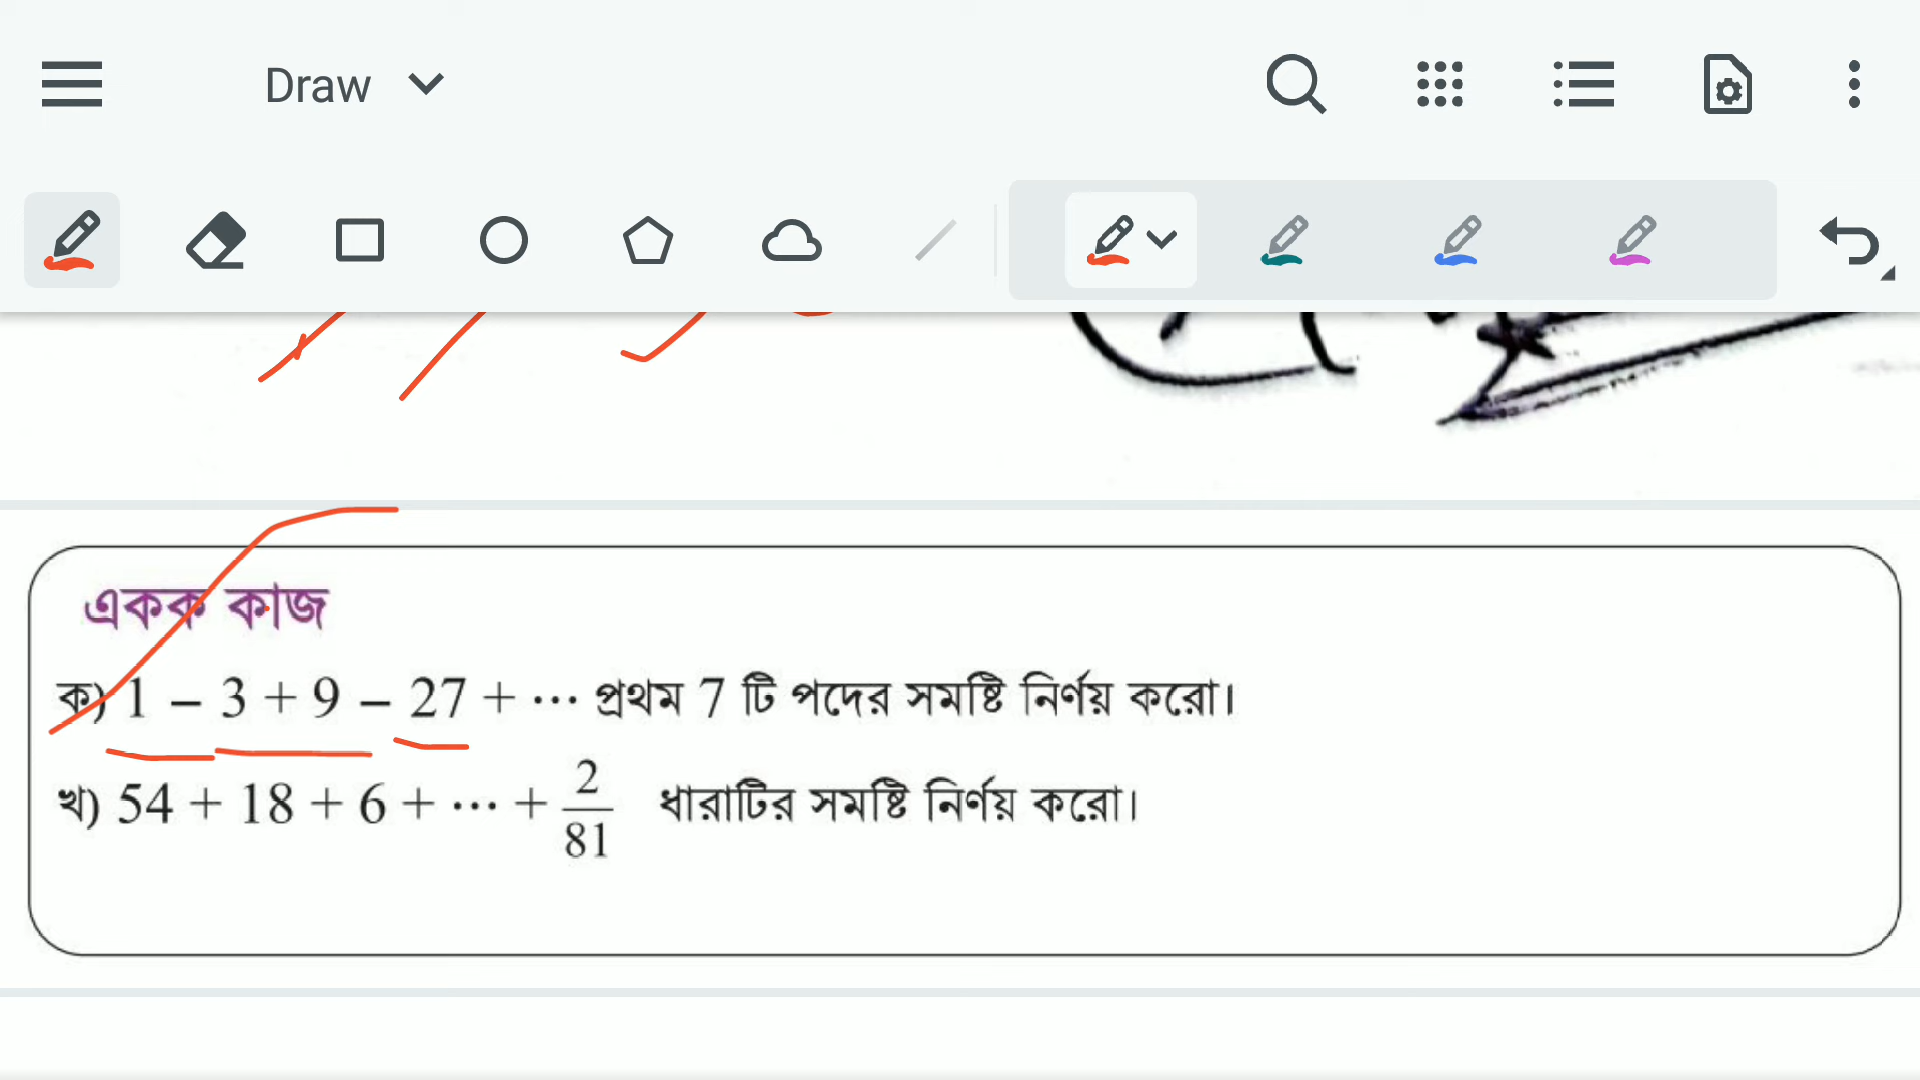 Draw
একক কাজ
ক) 1 – 3 + 9 – 27 + ··· প্রথম 7 টি পদের সমষ্টি নির্ণয় করো।
খ) 54 + 18 + 6 + ··· + 2/81 ধারাটির সমষ্টি নির্ণয় করো।